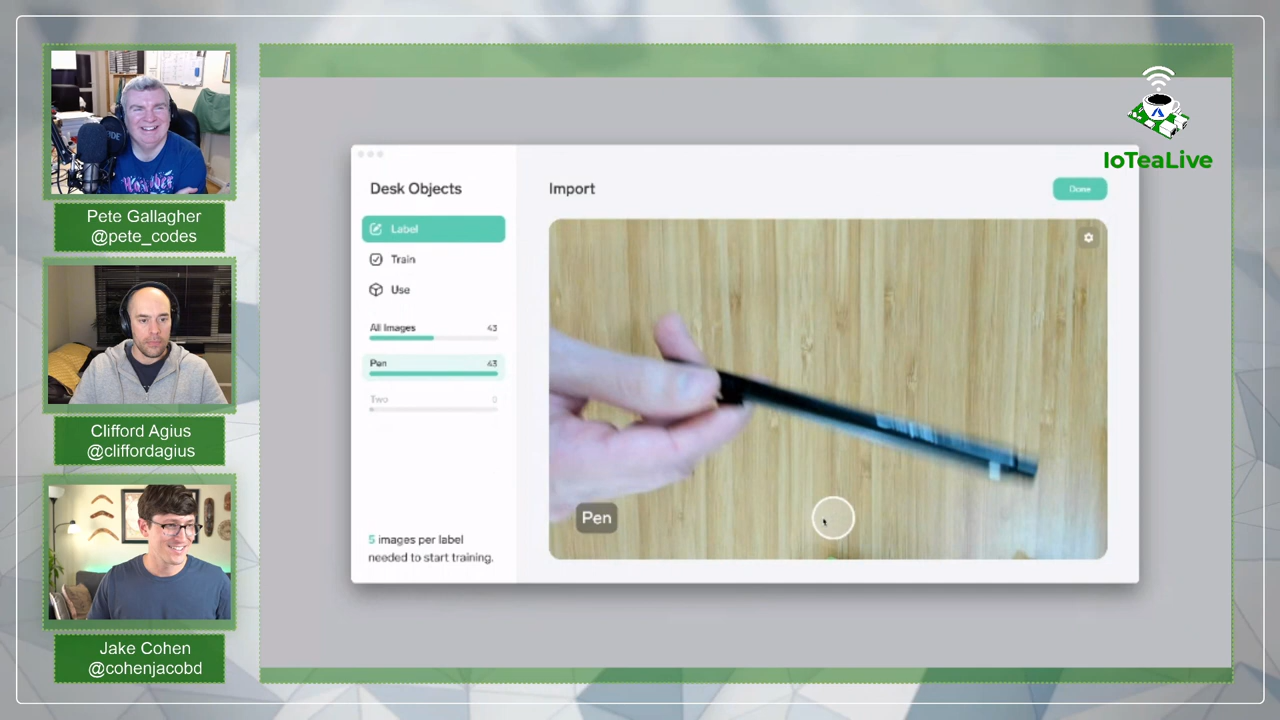 Pete Gallagher
@pete_codes
Clifford Agius
@cliffordagius
Jake Cohen
@cohenjacobd
IoTeaLive
Desk Objects
Label
Train
Use
All Images 43
Pen 43
Two 0
5 images per label
needed to start training.
Import
Done
Pen